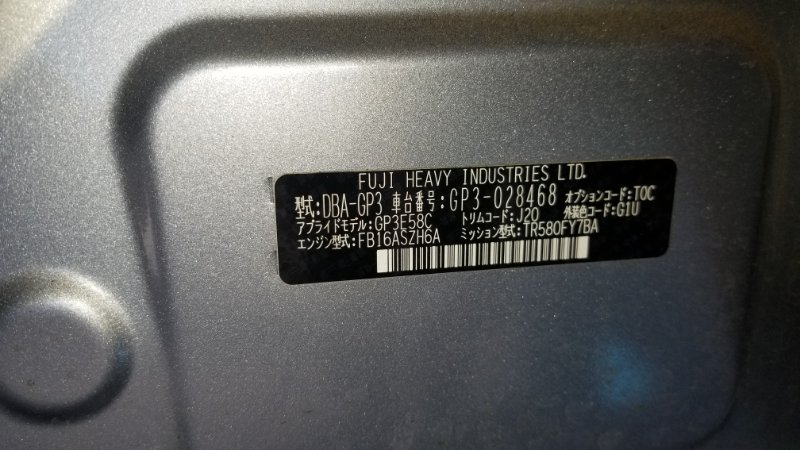 FUJI HEAVY INDUSTRIES LTD.
型式:DBA-GP3 車台番号:GP3-028468 オプションコード:TOC
アプライドモデル:GP3E58C トリムコード:J20 外装色コード:G1U
エンジン型式:FB16ASZH6A ミッション型式:TR580FY7BA